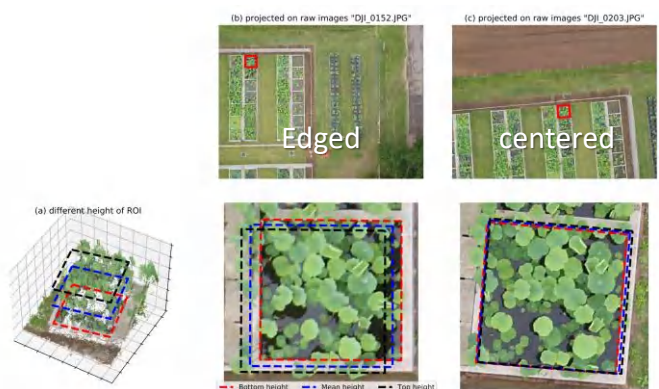 (b) projected on raw images "DJI_0152.JPG"
(c) projected on raw images "DJI_0203.JPG"
Edged
centered
(a) different height of ROI
Bottom height
Mean height
Top height